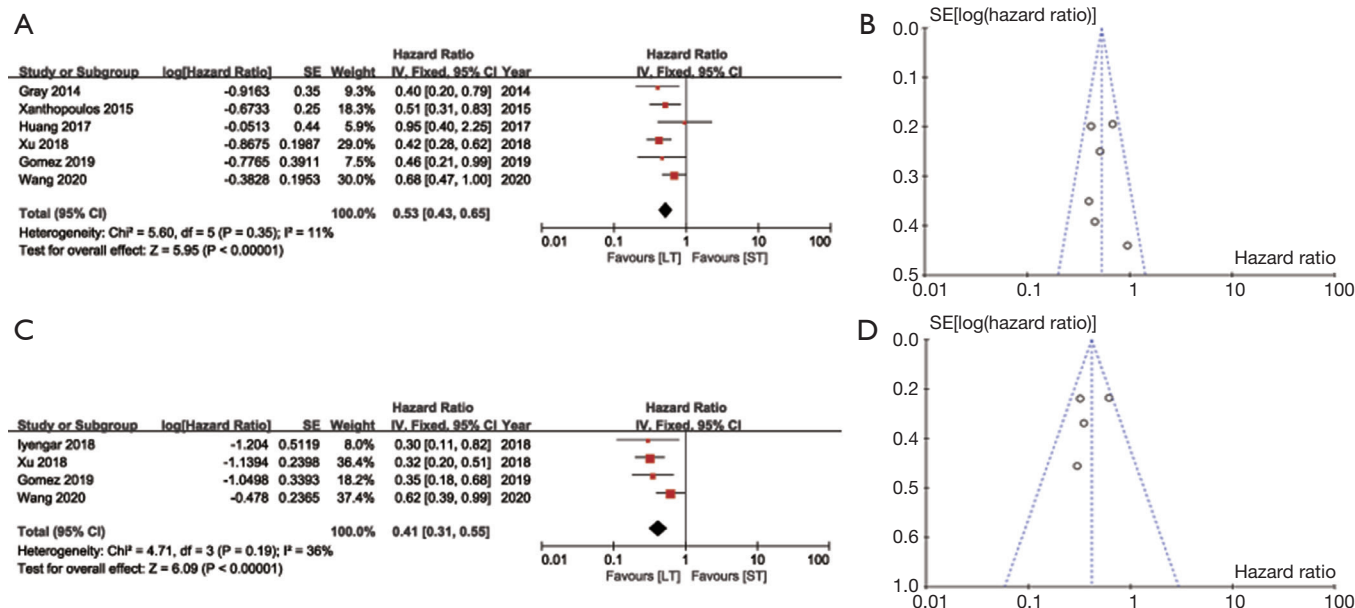 A
Hazard Ratio Hazard Ratio
Study or Subgroup log[Hazard Ratio] SE Weight IV, Fixed, 95% CI Year IV, Fixed, 95% CI
Gray 2014 -0.9163 0.35 9.3% 0.40 [0.20, 0.79] 2014
Xanthopoulos 2015 -0.6733 0.25 18.3% 0.51 [0.31, 0.83] 2015
Huang 2017 -0.0513 0.44 5.9% 0.95 [0.40, 2.25] 2017
Xu 2018 -0.8675 0.1987 29.0% 0.42 [0.28, 0.62] 2018
Gomez 2019 -0.7765 0.3911 7.5% 0.46 [0.21, 0.99] 2019
Wang 2020 -0.3828 0.1953 30.0% 0.68 [0.47, 1.00] 2020
Total (95% CI) 100.0% 0.53 [0.43, 0.65]
Heterogeneity: Chi² = 5.60, df = 5 (P = 0.35); I² = 11%
Test for overall effect: Z = 5.95 (P < 0.00001)
0.01 0.1 1 10 100
Favours [LT] Favours [ST]
B
SE[log(hazard ratio)]
0.0
0.1
0.2
0.3
0.4
0.5
Hazard ratio
0.01 0.1 1 10 100
C
Hazard Ratio Hazard Ratio
Study or Subgroup log[Hazard Ratio] SE Weight IV, Fixed, 95% CI Year IV, Fixed, 95% CI
Iyengar 2018 -1.204 0.5119 8.0% 0.30 [0.11, 0.82] 2018
Xu 2018 -1.1394 0.2398 36.4% 0.32 [0.20, 0.51] 2018
Gomez 2019 -1.0498 0.3393 18.2% 0.35 [0.18, 0.68] 2019
Wang 2020 -0.478 0.2365 37.4% 0.62 [0.39, 0.99] 2020
Total (95% CI) 100.0% 0.41 [0.31, 0.55]
Heterogeneity: Chi² = 4.71, df = 3 (P = 0.19); I² = 36%
Test for overall effect: Z = 6.09 (P < 0.00001)
0.01 0.1 1 10 100
Favours [LT] Favours [ST]
D
SE[log(hazard ratio)]
0.0
0.2
0.4
0.5
0.6
1.0
Hazard ratio
0.01 0.1 1 10 100